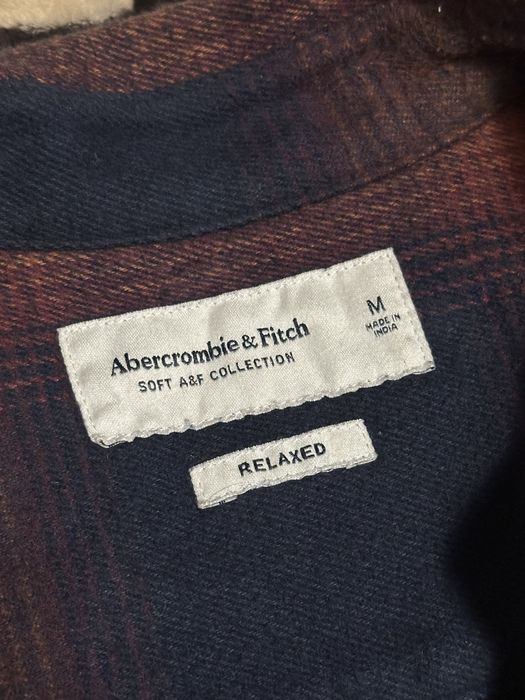 Abercrombie & Fitch
SOFT A&F COLLECTION
M
MADE IN
INDIA
RELAXED